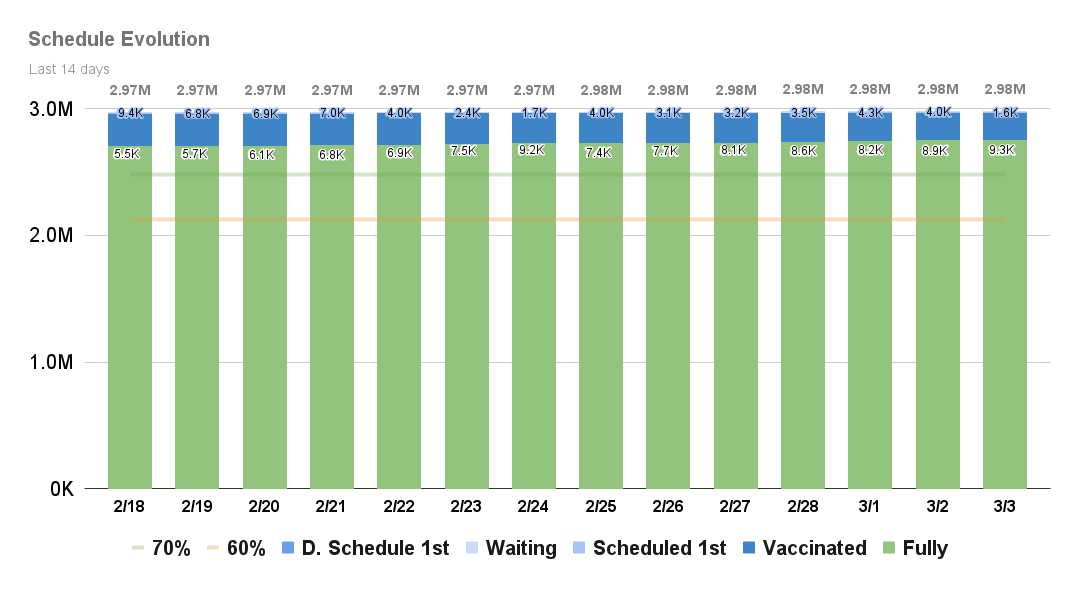 Schedule Evolution
Last 14 days
2.97M 2.97M 2.97M 2.97M 2.97M 2.97M 2.97M 2.98M 2.98M 2.98M 2.98M 2.98M 2.98M 2.98M
3.0M
9.4K 6.8K 6.9K 7.0K 4.0K 2.4K 1.7K 4.0K 3.1K 3.2K 3.5K 4.3K 4.0K 1.6K
5.5K 5.7K 6.1K 6.8K 6.9K 7.5K 9.2K 7.4K 7.7K 8.1K 8.6K 8.2K 8.9K 9.3K
2.0M
1.0M
0K
2/18 2/19 2/20 2/21 2/22 2/23 2/24 2/25 2/26 2/27 2/28 3/1 3/2 3/3
70% 60% D. Schedule 1st Waiting Scheduled 1st Vaccinated Fully